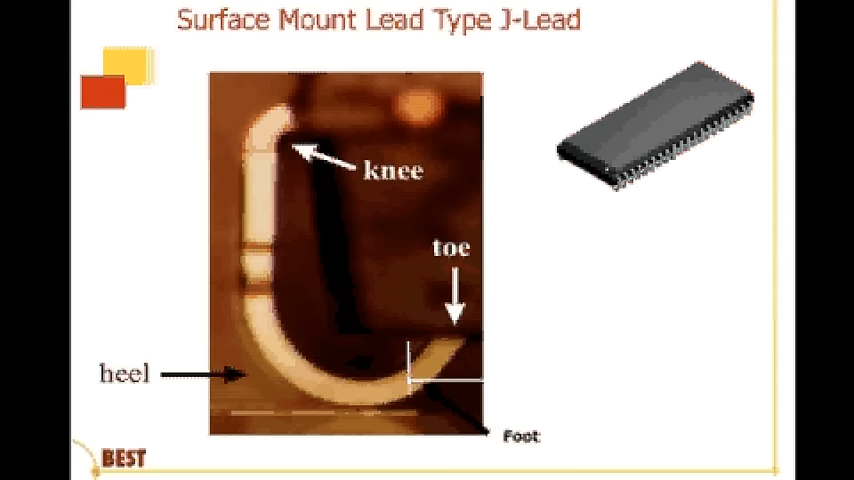 Surface Mount Lead Type J-Lead
knee
toe
heel
Foot
BEST